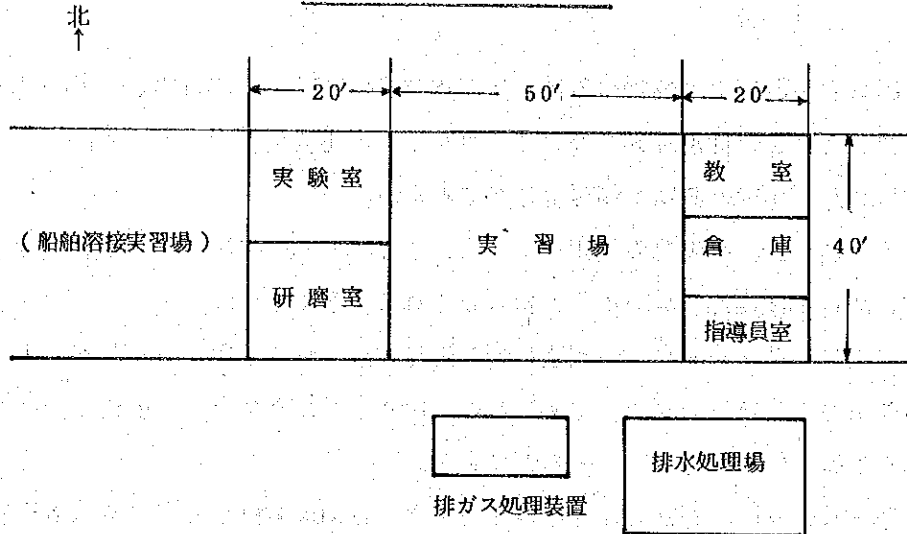 北
↑
20′ 50′ 20′
実験室 教室
(船舶溶接実習場) 実習場 倉庫 40′
研磨室 指導員室
排水処理場
排ガス処理装置